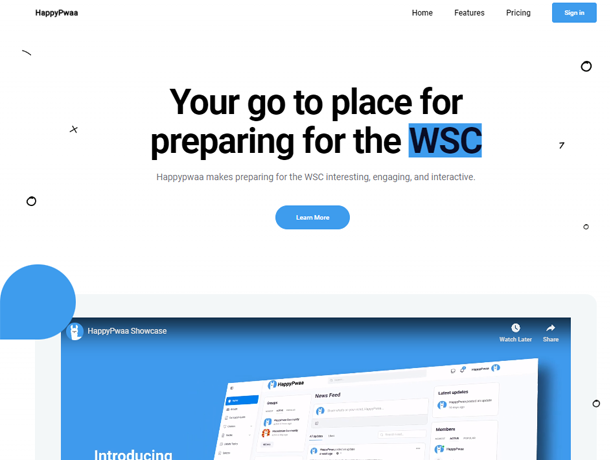 HappyPwaa
Home
Features
Pricing
Sign in
Your go to place for
preparing for the WSC
Happypwaa makes preparing for the WSC interesting, engaging, and interactive.
Learn More
HappyPwaa Showcase
Watch Later
Share
HappyPwaa
News Feed
Groups
Latest updates
Members
HappyPwaa
Introducing